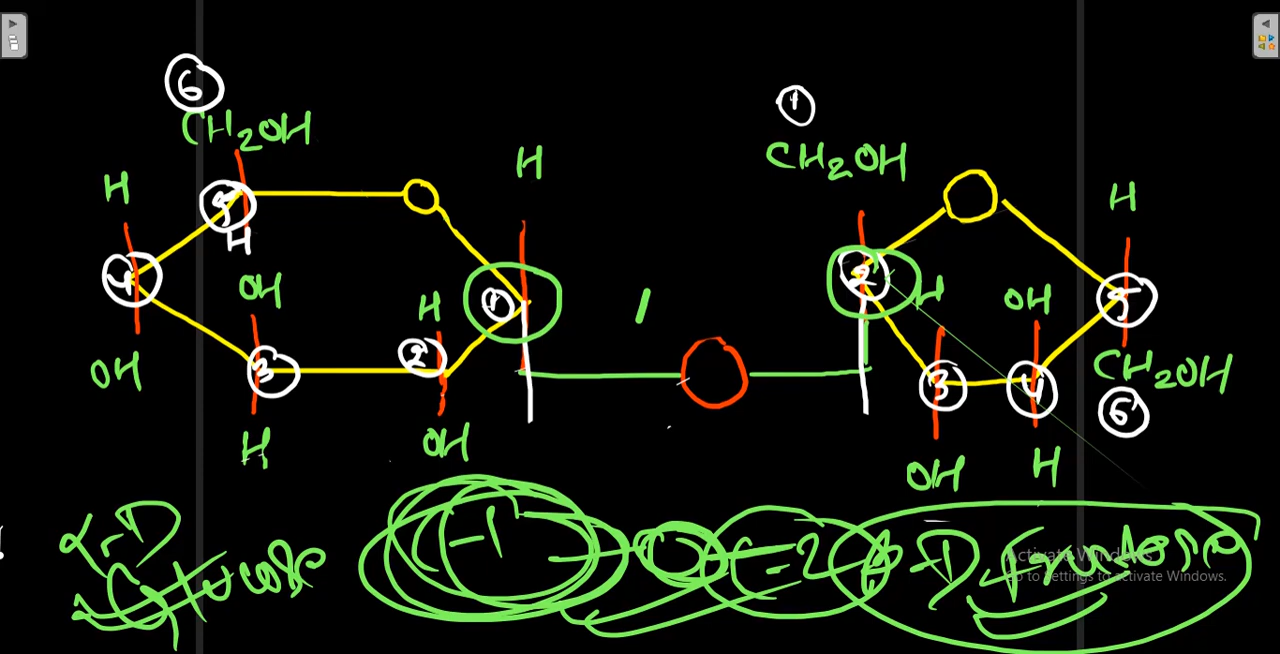 6
1
CH2OH
CH2OH
H
H
H
5
H
4
OH
H
1
2
H
OH
5
3
2
3
4
OH
CH2OH
6
H
OH
OH
H
α-D
Glucose
-1
O
-2
-D fructose
Activate Windows
Go to Settings to activate Windows.